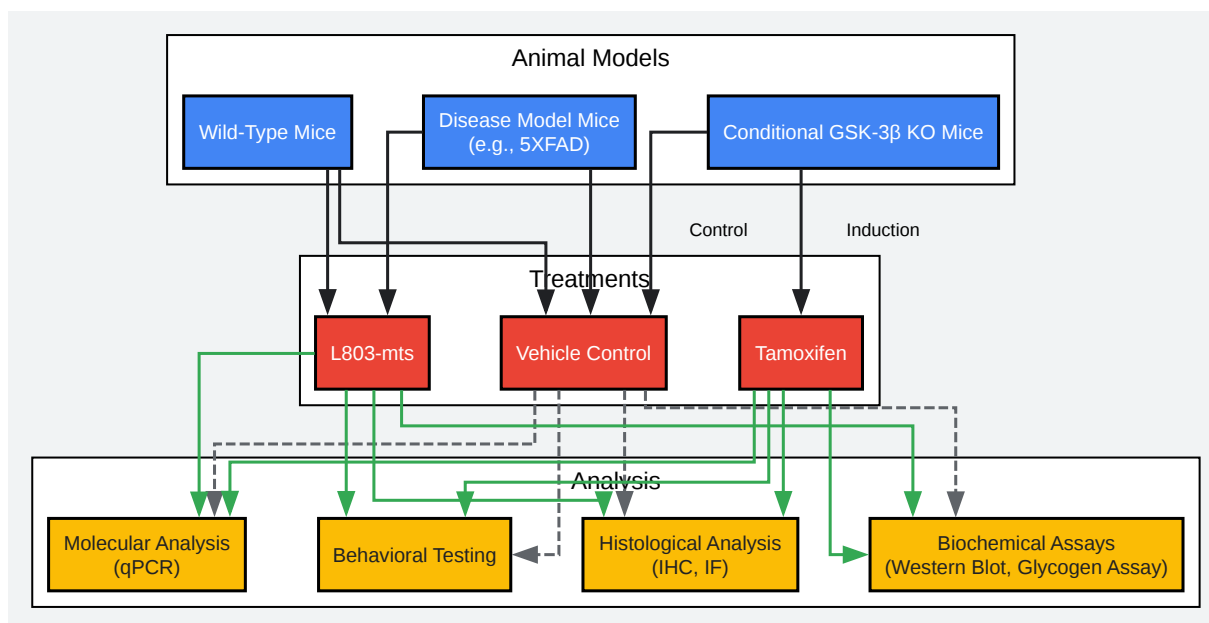 Animal Models
Wild-Type Mice
Disease Model Mice
(e.g., 5XFAD)
Conditional GSK-3β KO Mice
Control
Induction
Treatments
L803-mts
Vehicle Control
Tamoxifen
Analysis
Molecular Analysis
(qPCR)
Behavioral Testing
Histological Analysis
(IHC, IF)
Biochemical Assays
(Western Blot, Glycogen Assay)